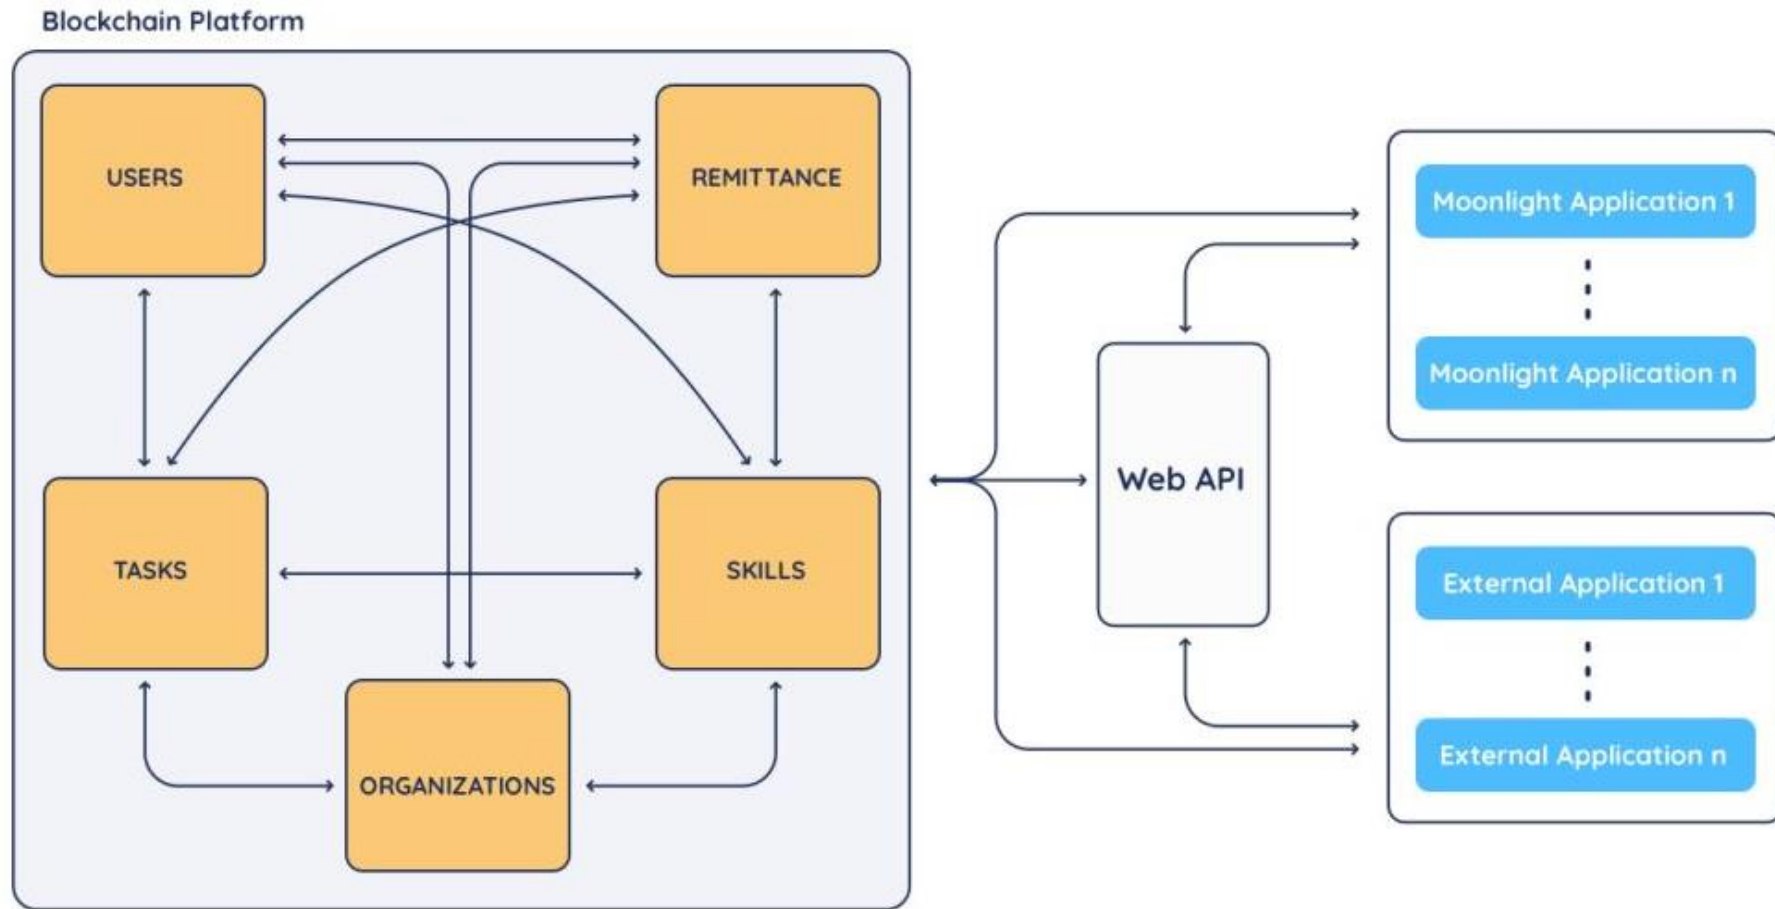 Blockchain Platform
USERS
REMITTANCE
TASKS
SKILLS
ORGANIZATIONS
Web API
Moonlight Application 1
Moonlight Application n
External Application 1
External Application n